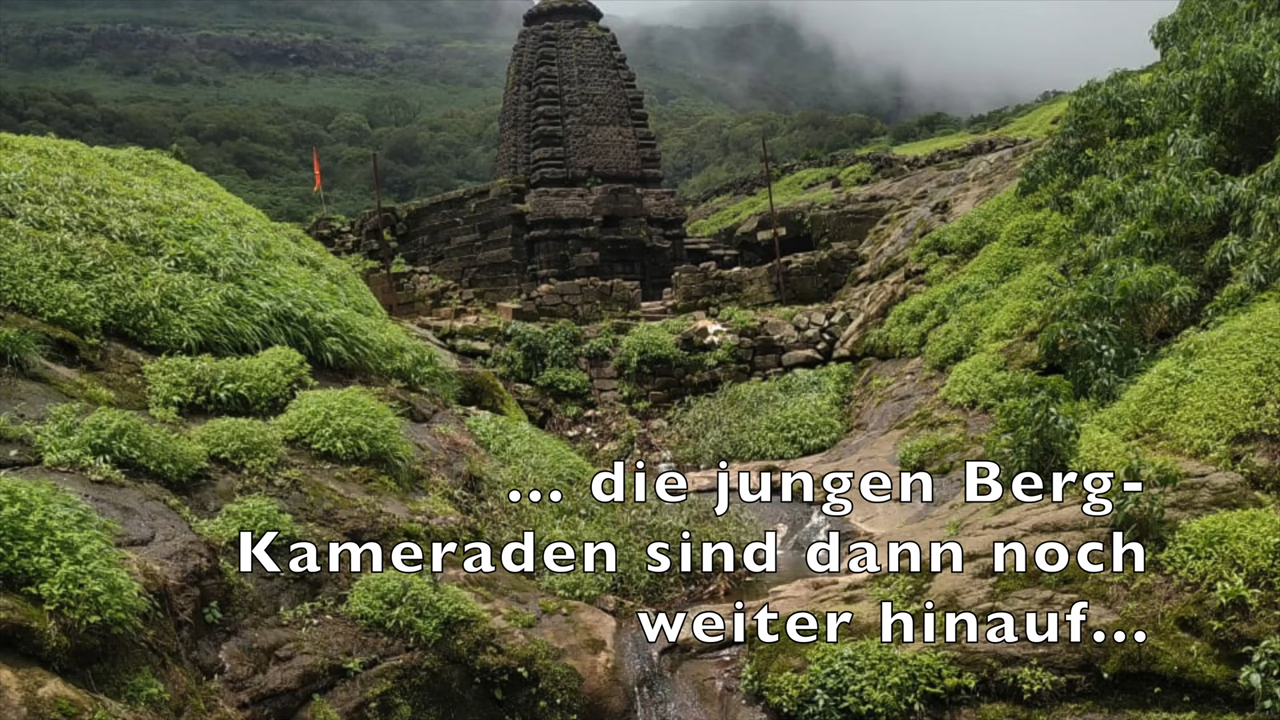 ... die jungen Berg-
Kameraden sind dann noch
weiter hinauf...